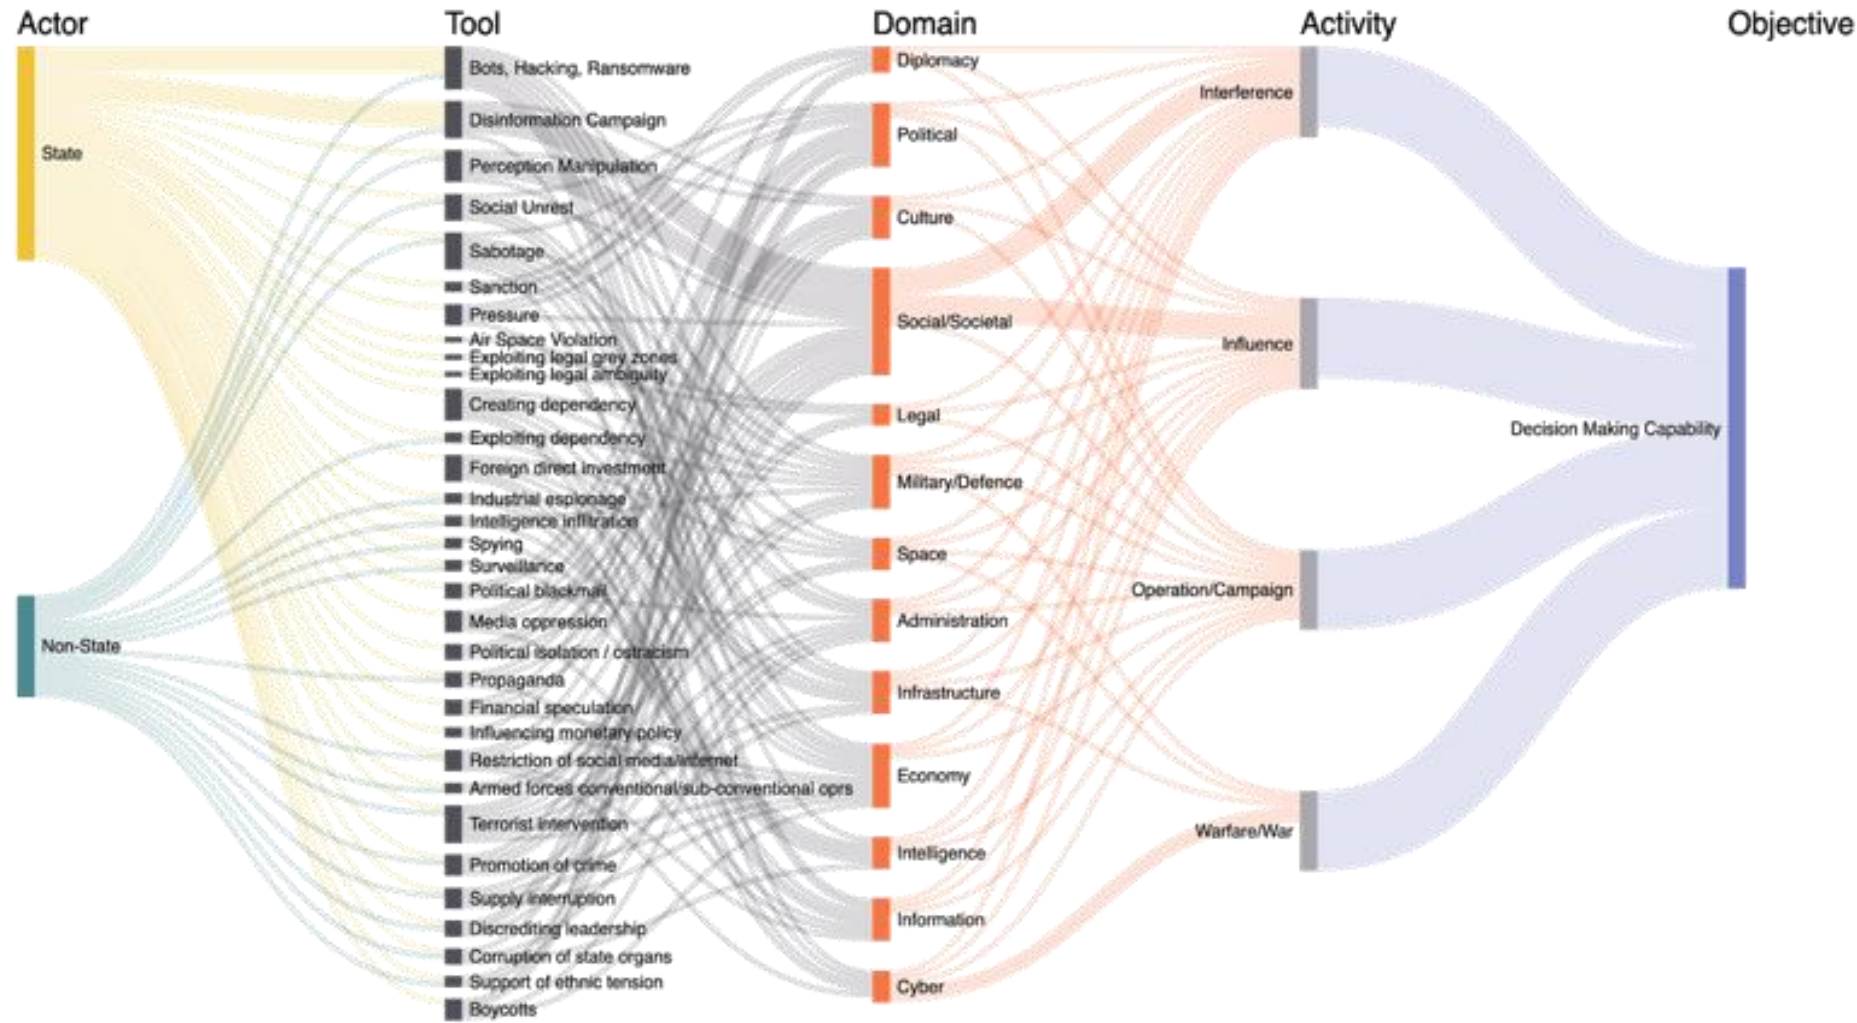 Actor
Tool
Domain
Activity
Objective
State
Non-State
Bots, Hacking, Ransomware
Disinformation Campaign
Perception Manipulation
Social Unrest
Sabotage
Sanction
Pressure
Air Space Violation
Exploiting legal grey zones
Exploiting legal ambiguity
Creating dependency
Exploiting dependency
Foreign direct investment
Industrial espionage
Intelligence infiltration
Spying
Surveillance
Political blackmail
Media oppression
Political isolation / ostracism
Propaganda
Financial speculation
Influencing monetary policy
Restriction of social media/internet
Armed forces conventional/sub-conventional oprs
Terrorist intervention
Promotion of crime
Supply interruption
Discrediting leadership
Corruption of state organs
Support of ethnic tension
Boycotts
Diplomacy
Political
Culture
Social/Societal
Legal
Military/Defence
Space
Administration
Infrastructure
Economy
Intelligence
Information
Cyber
Interference
Influence
Operation/Campaign
Warfare/War
Decision Making Capability